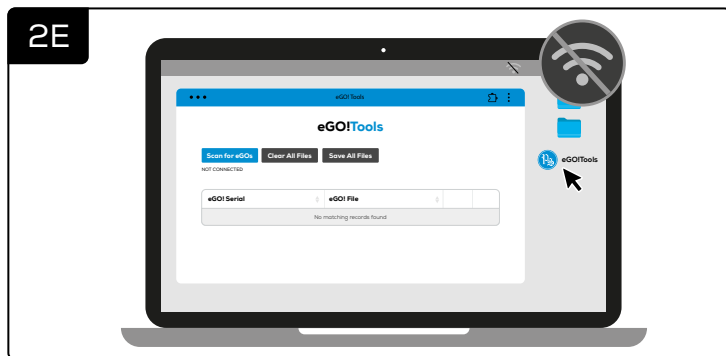 2E
eGO! Tools
eGO!Tools
Scan for eGOs Clear All Files Save All Files
NOT CONNECTED
eGO! Serial eGO! File
No matching records found
eGO!Tools